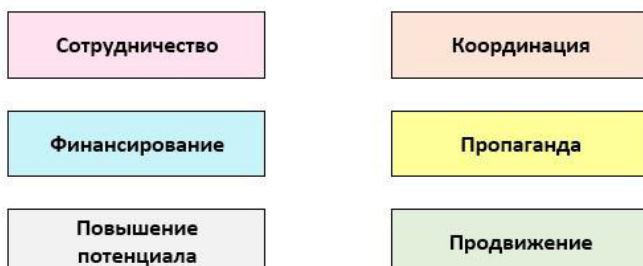 Сотрудничество
Координация
Финансирование
Пропаганда
Повышение
потенциала
Продвижение